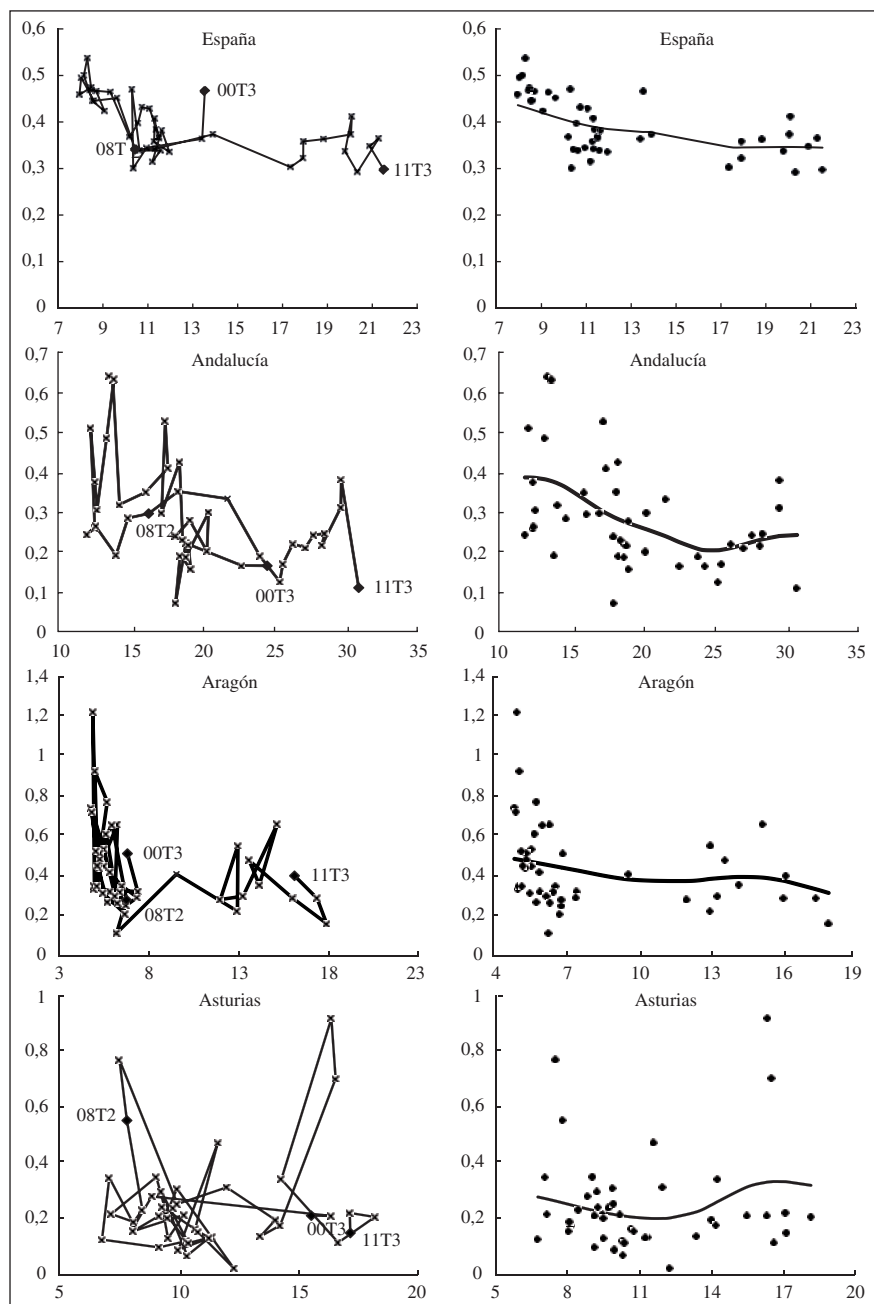 España
0,6
0,5
0,4
0,3
0,2
0,1
0
00T3
08T
11T3
7 9 11 13 15 17 19 21 23
España
0,6
0,5
0,4
0,3
0,2
0,1
0
7 9 11 13 15 17 19 21 23
Andalucía
0,7
0,6
0,5
0,4
0,3
0,2
0,1
0
08T2
00T3
11T3
10 15 20 25 30 35
Andalucía
0,7
0,6
0,5
0,4
0,3
0,2
0,1
0
10 15 20 25 30 35
Aragón
1,4
1,2
1
0,8
0,6
0,4
0,2
0
00T3
11T3
08T2
3 8 13 18 23
Aragón
1,4
1,2
1
0,8
0,6
0,4
0,2
0
4 7 10 13 16 19
Asturias
1
0,8
0,6
0,4
0,2
0
08T2
00T3
11T3
5 10 15 20
Asturias
1
0,8
0,6
0,4
0,2
0
5 8 11 14 17 20